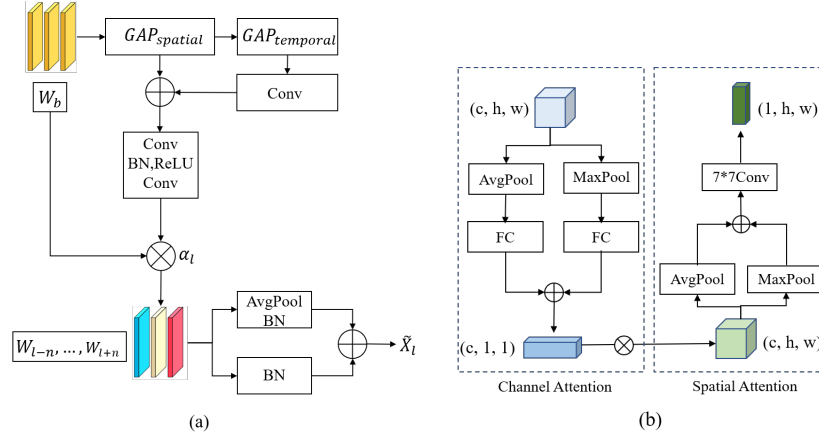 GAP_spatial
GAP_temporal
W_b
Conv
Conv
BN,ReLU
Conv
α_l
AvgPool
BN
W_{l−n}, … , W_{l+n}
BN
X̃_l
(a)
(c, h, w)
AvgPool
MaxPool
FC
FC
(c, 1, 1)
Channel Attention
(1, h, w)
7*7Conv
AvgPool
MaxPool
(c, h, w)
Spatial Attention
(b)